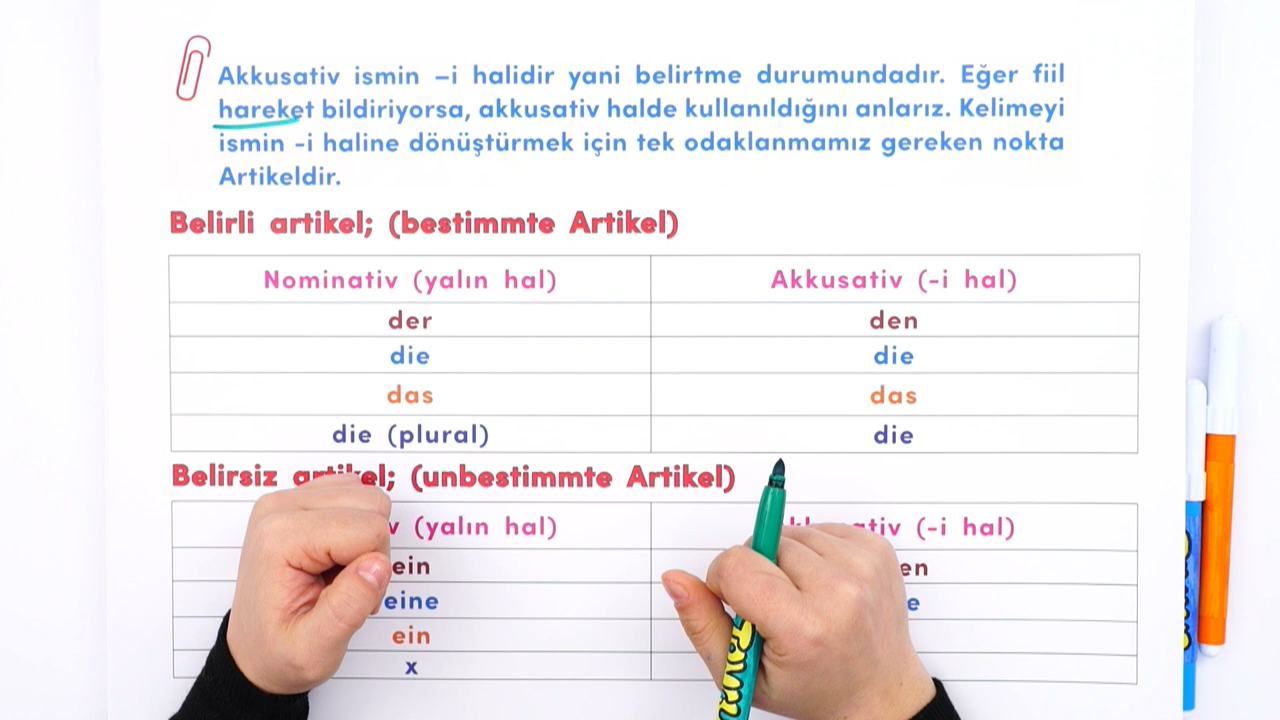 Akkusativ ismin –i halidir yani belirtme durumundadır. Eğer fiil
hareket bildiriyorsa, akkusativ halde kullanıldığını anlarız. Kelimeyi
ismin -i haline dönüştürmek için tek odaklanmamız gereken nokta
Artikeldir.
Belirli artikel; (bestimmte Artikel)
Nominativ (yalın hal) Akkusativ (-i hal)
der den
die die
das das
die (plural) die
Belirsiz artikel; (unbestimmte Artikel)
(yalın hal) (-i hal)
ein
eine
ein
x